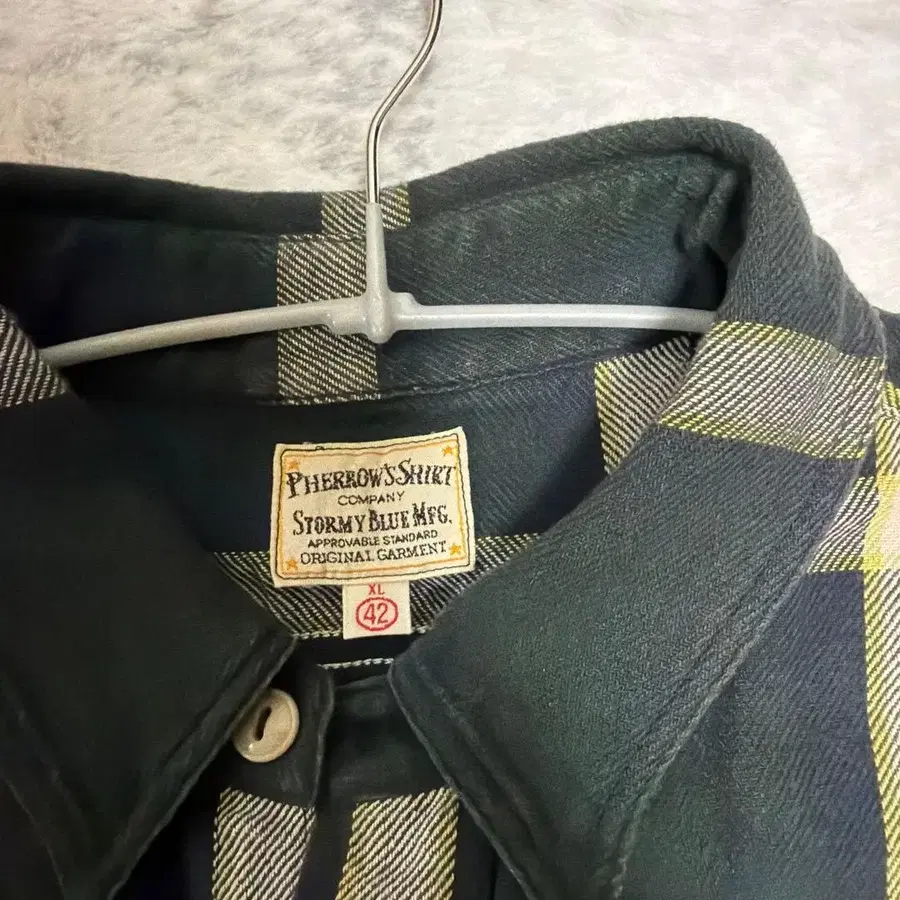 PHERROW'S SHIRT
COMPANY
STORMY BLUE MFG.
APPROVABLE STANDARD
ORIGINAL GARMENT
XL
42